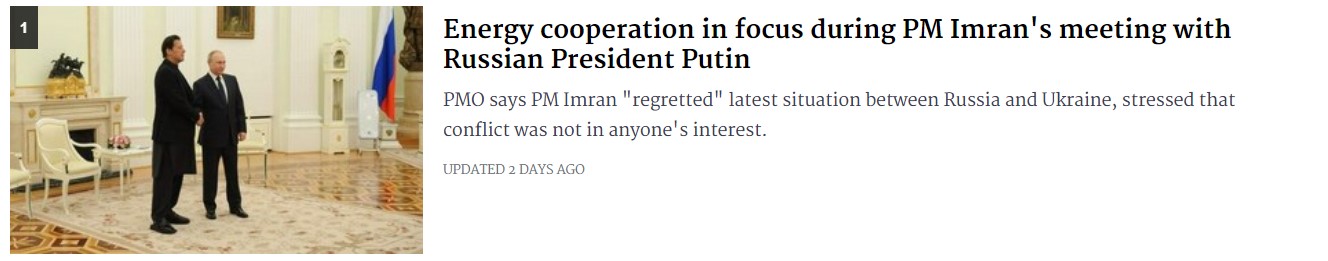 1
Energy cooperation in focus during PM Imran's meeting with
Russian President Putin
PMO says PM Imran "regretted" latest situation between Russia and Ukraine, stressed that
conflict was not in anyone's interest.
UPDATED 2 DAYS AGO